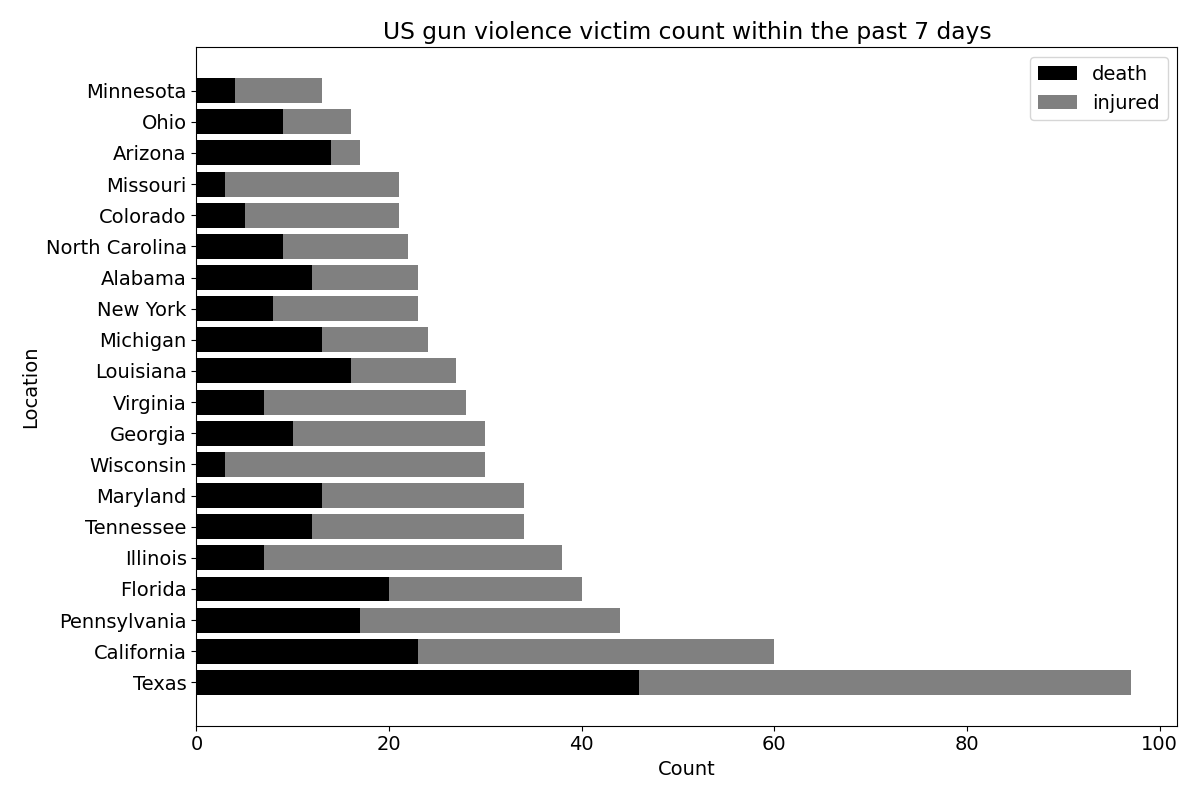 US gun violence victim count within the past 7 days
death
injured
Minnesota
Ohio
Arizona
Missouri
Colorado
North Carolina
Alabama
New York
Michigan
Louisiana
Virginia
Georgia
Wisconsin
Maryland
Tennessee
Illinois
Florida
Pennsylvania
California
Texas
Location
0 20 40 60 80 100
Count